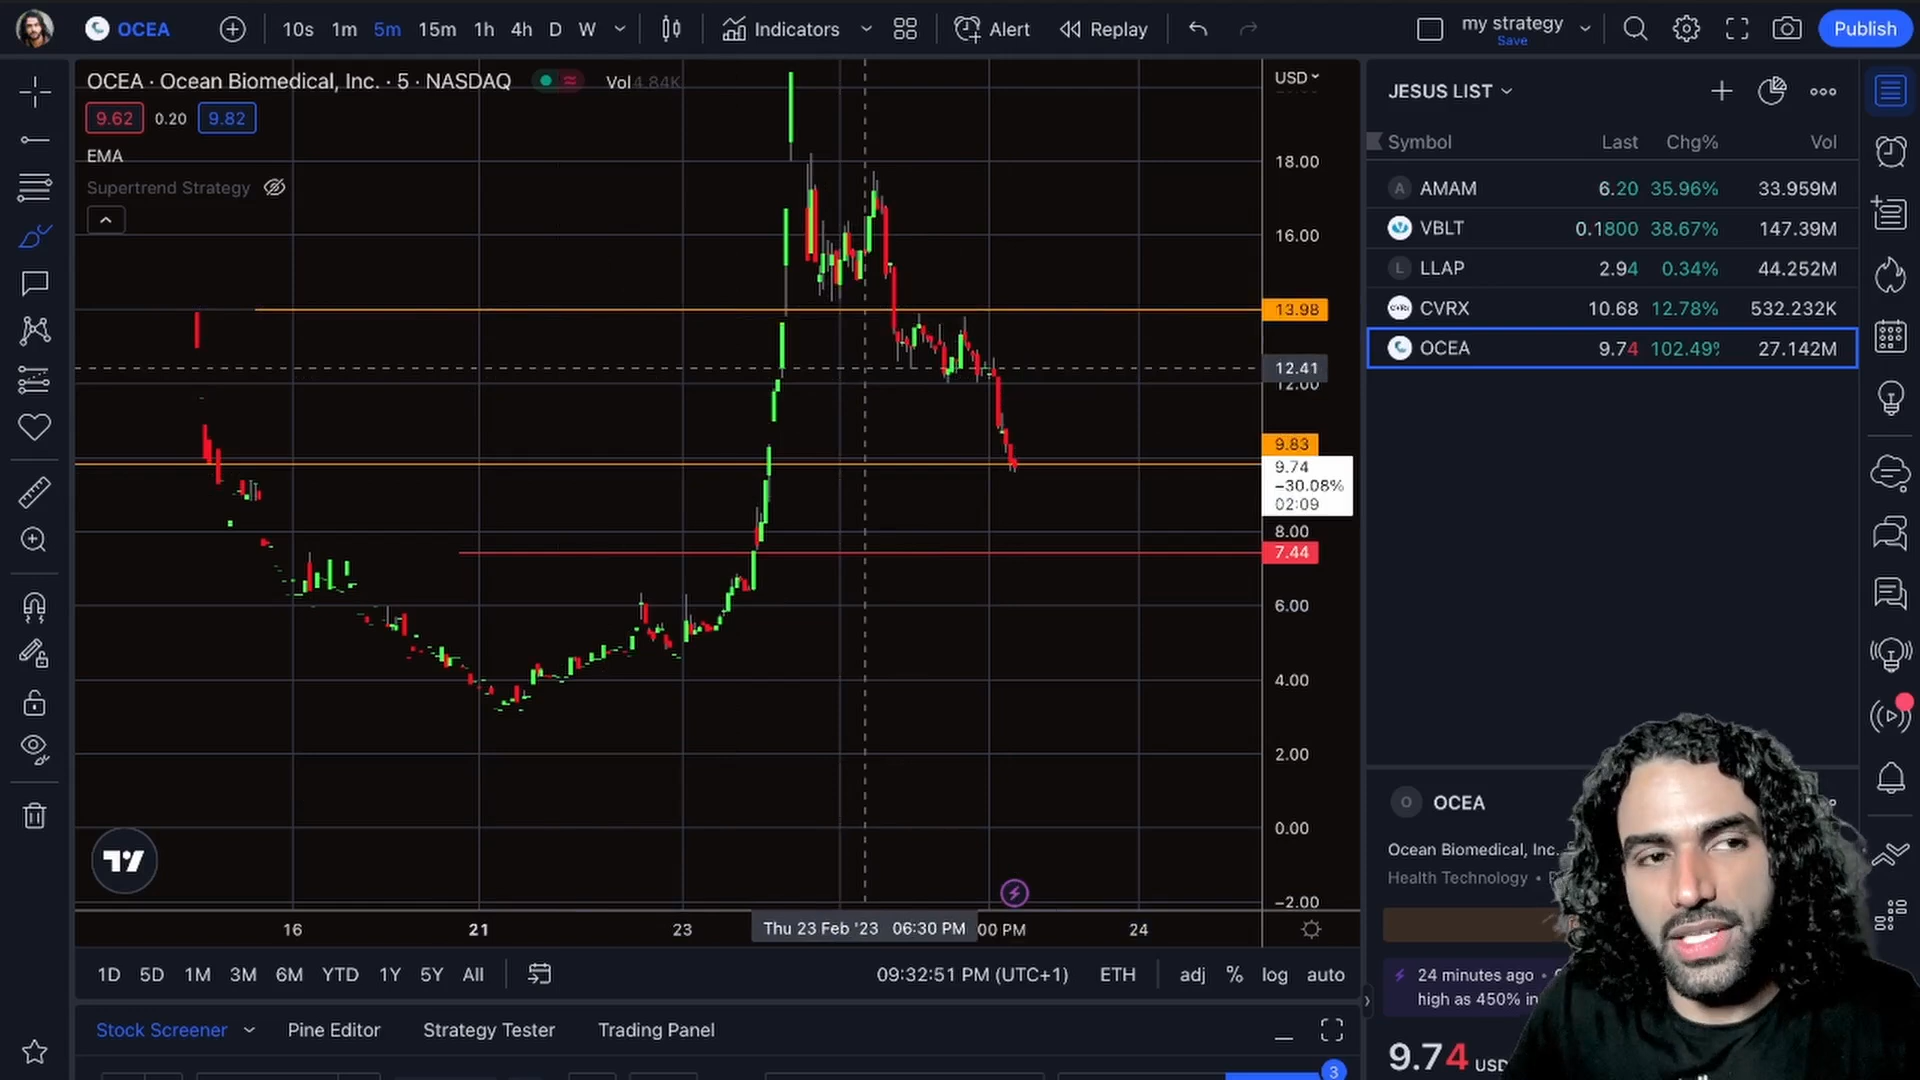 OCEA 10s 1m 5m 15m 1h 4h D W Indicators Alert Replay my strategy Publish
Save
OCEA · Ocean Biomedical, Inc. · 5 · NASDAQ Vol 4.84K
9.62 0.20 9.82
EMA
Supertrend Strategy
USD
18.00
16.00
13.98
12.41
12.00
9.83
9.74
−30.08%
02:09
8.00
7.44
6.00
4.00
2.00
0.00
−2.00
16 21 23 Thu 23 Feb '23 06:30 PM 00 PM 24
1D 5D 1M 3M 6M YTD 1Y 5Y All 09:32:51 PM (UTC+1) ETH adj % log auto
Stock Screener Pine Editor Strategy Tester Trading Panel
3
JESUS LIST
Symbol Last Chg% Vol
A AMAM 6.20 35.96% 33.959M
VBLT 0.1800 38.67% 147.39M
L LLAP 2.94 0.34% 44.252M
CVRX 10.68 12.78% 532.232K
OCEA 9.74 102.49% 27.142M
O OCEA
Ocean Biomedical, Inc.
Health Technology •
24 minutes ago •
high as 450% in
9.74 USD